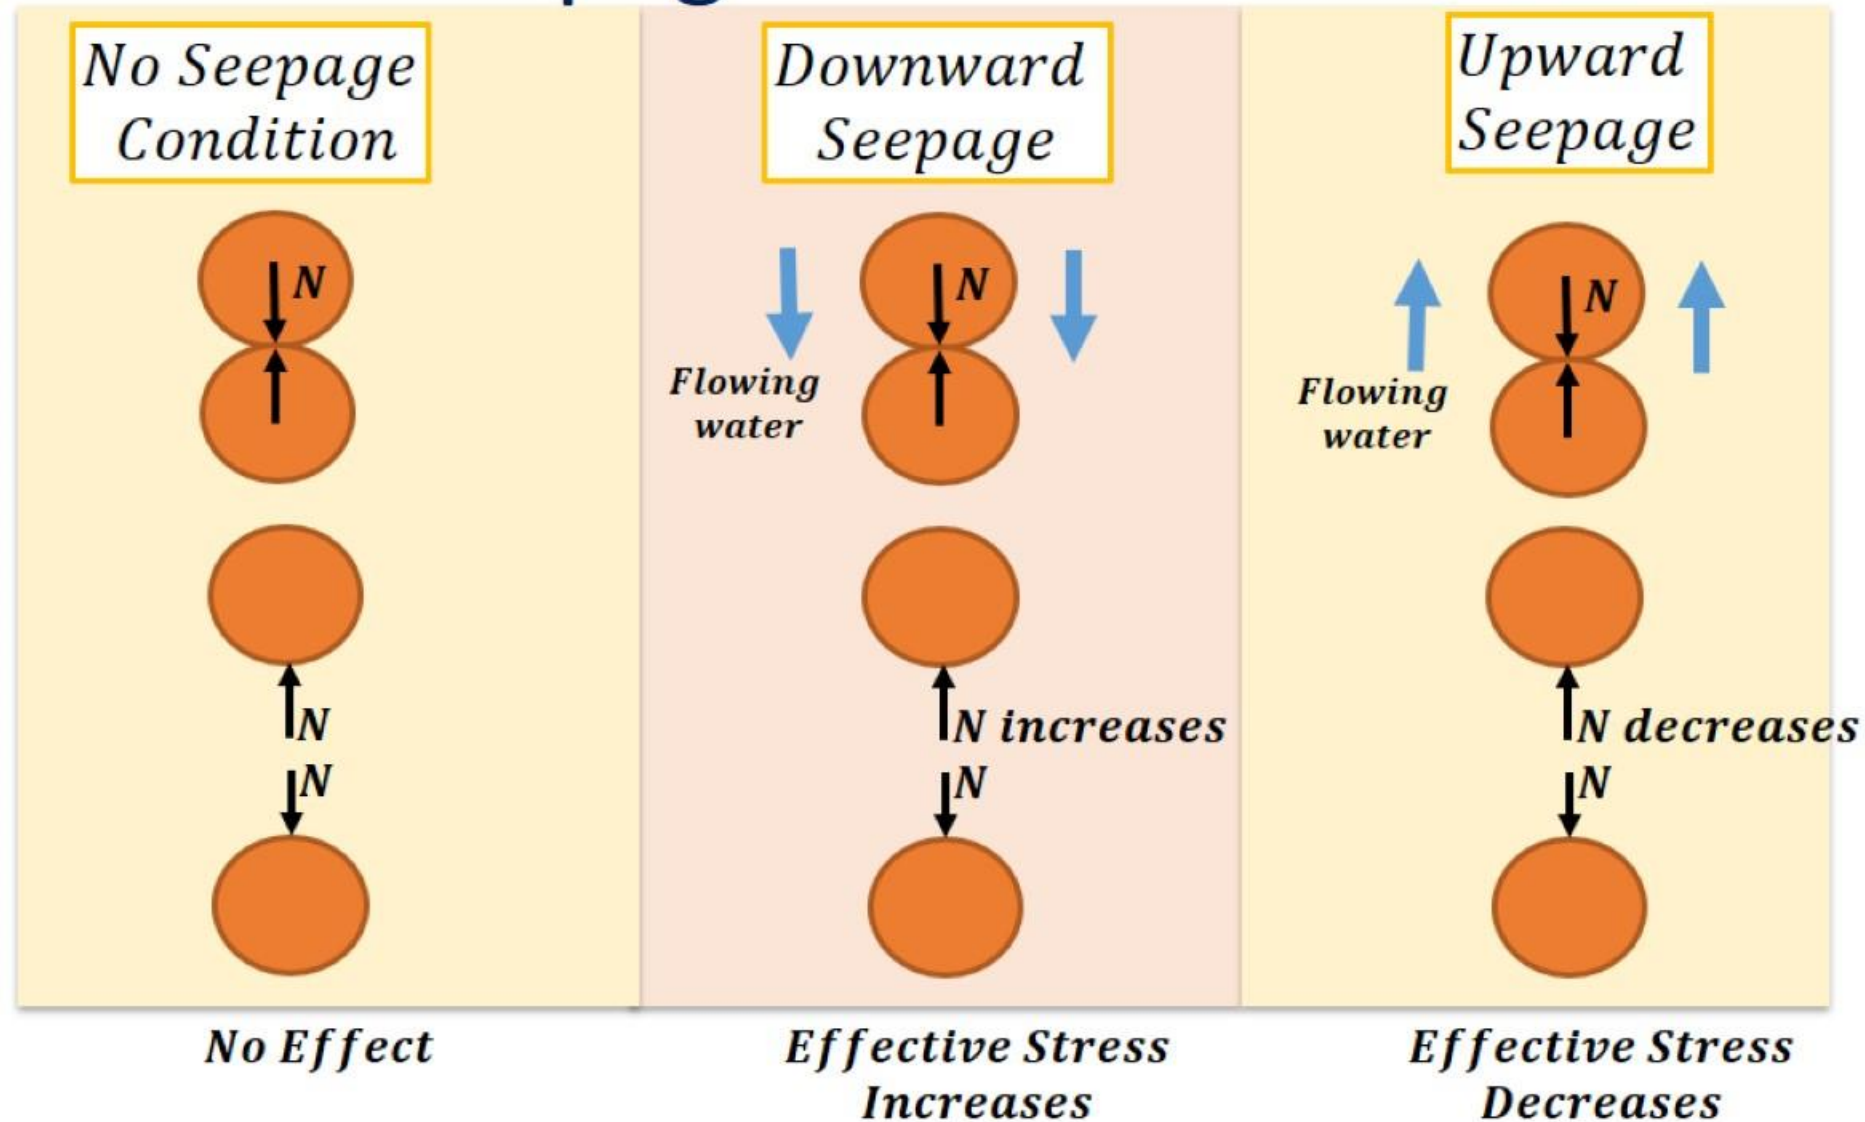 No Seepage
Condition
N
N
N
No Effect
Downward
Seepage
N
Flowing
water
N increases
N
Effective Stress
Increases
Upward
Seepage
N
Flowing
water
N decreases
N
Effective Stress
Decreases